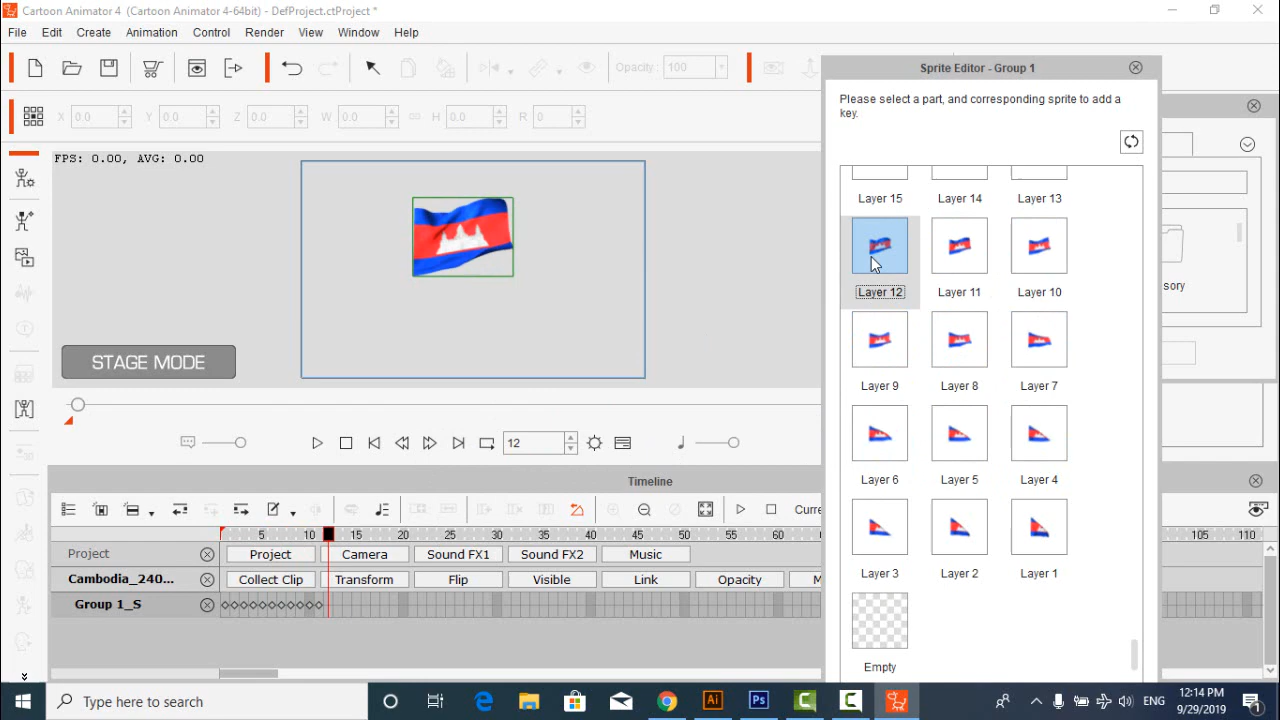 Cartoon Animator 4 (Cartoon Animator 4-64bit) - DefProject.ctProject *
File Edit Create Animation Control Render View Window Help
Opacity : 100
X 0.0 Y 0.0 Z 0.0 W 0.0 H 0.0 R 0
FPS: 0.00, AVG: 0.00
STAGE MODE
12
Sprite Editor - Group 1
Please select a part, and corresponding sprite to add a
key.
Layer 15 Layer 14 Layer 13
Layer 12 Layer 11 Layer 10
Layer 9 Layer 8 Layer 7
Layer 6 Layer 5 Layer 4
Layer 3 Layer 2 Layer 1
Empty
Timeline
5 10 15 20 25 30 35 40 45 50 55 105 110
Project Project Camera Sound FX1 Sound FX2 Music
Cambodia_240... Collect Clip Transform Flip Visible Link Opacity
Group 1_S
Type here to search
ENG
12:14 PM
9/29/2019